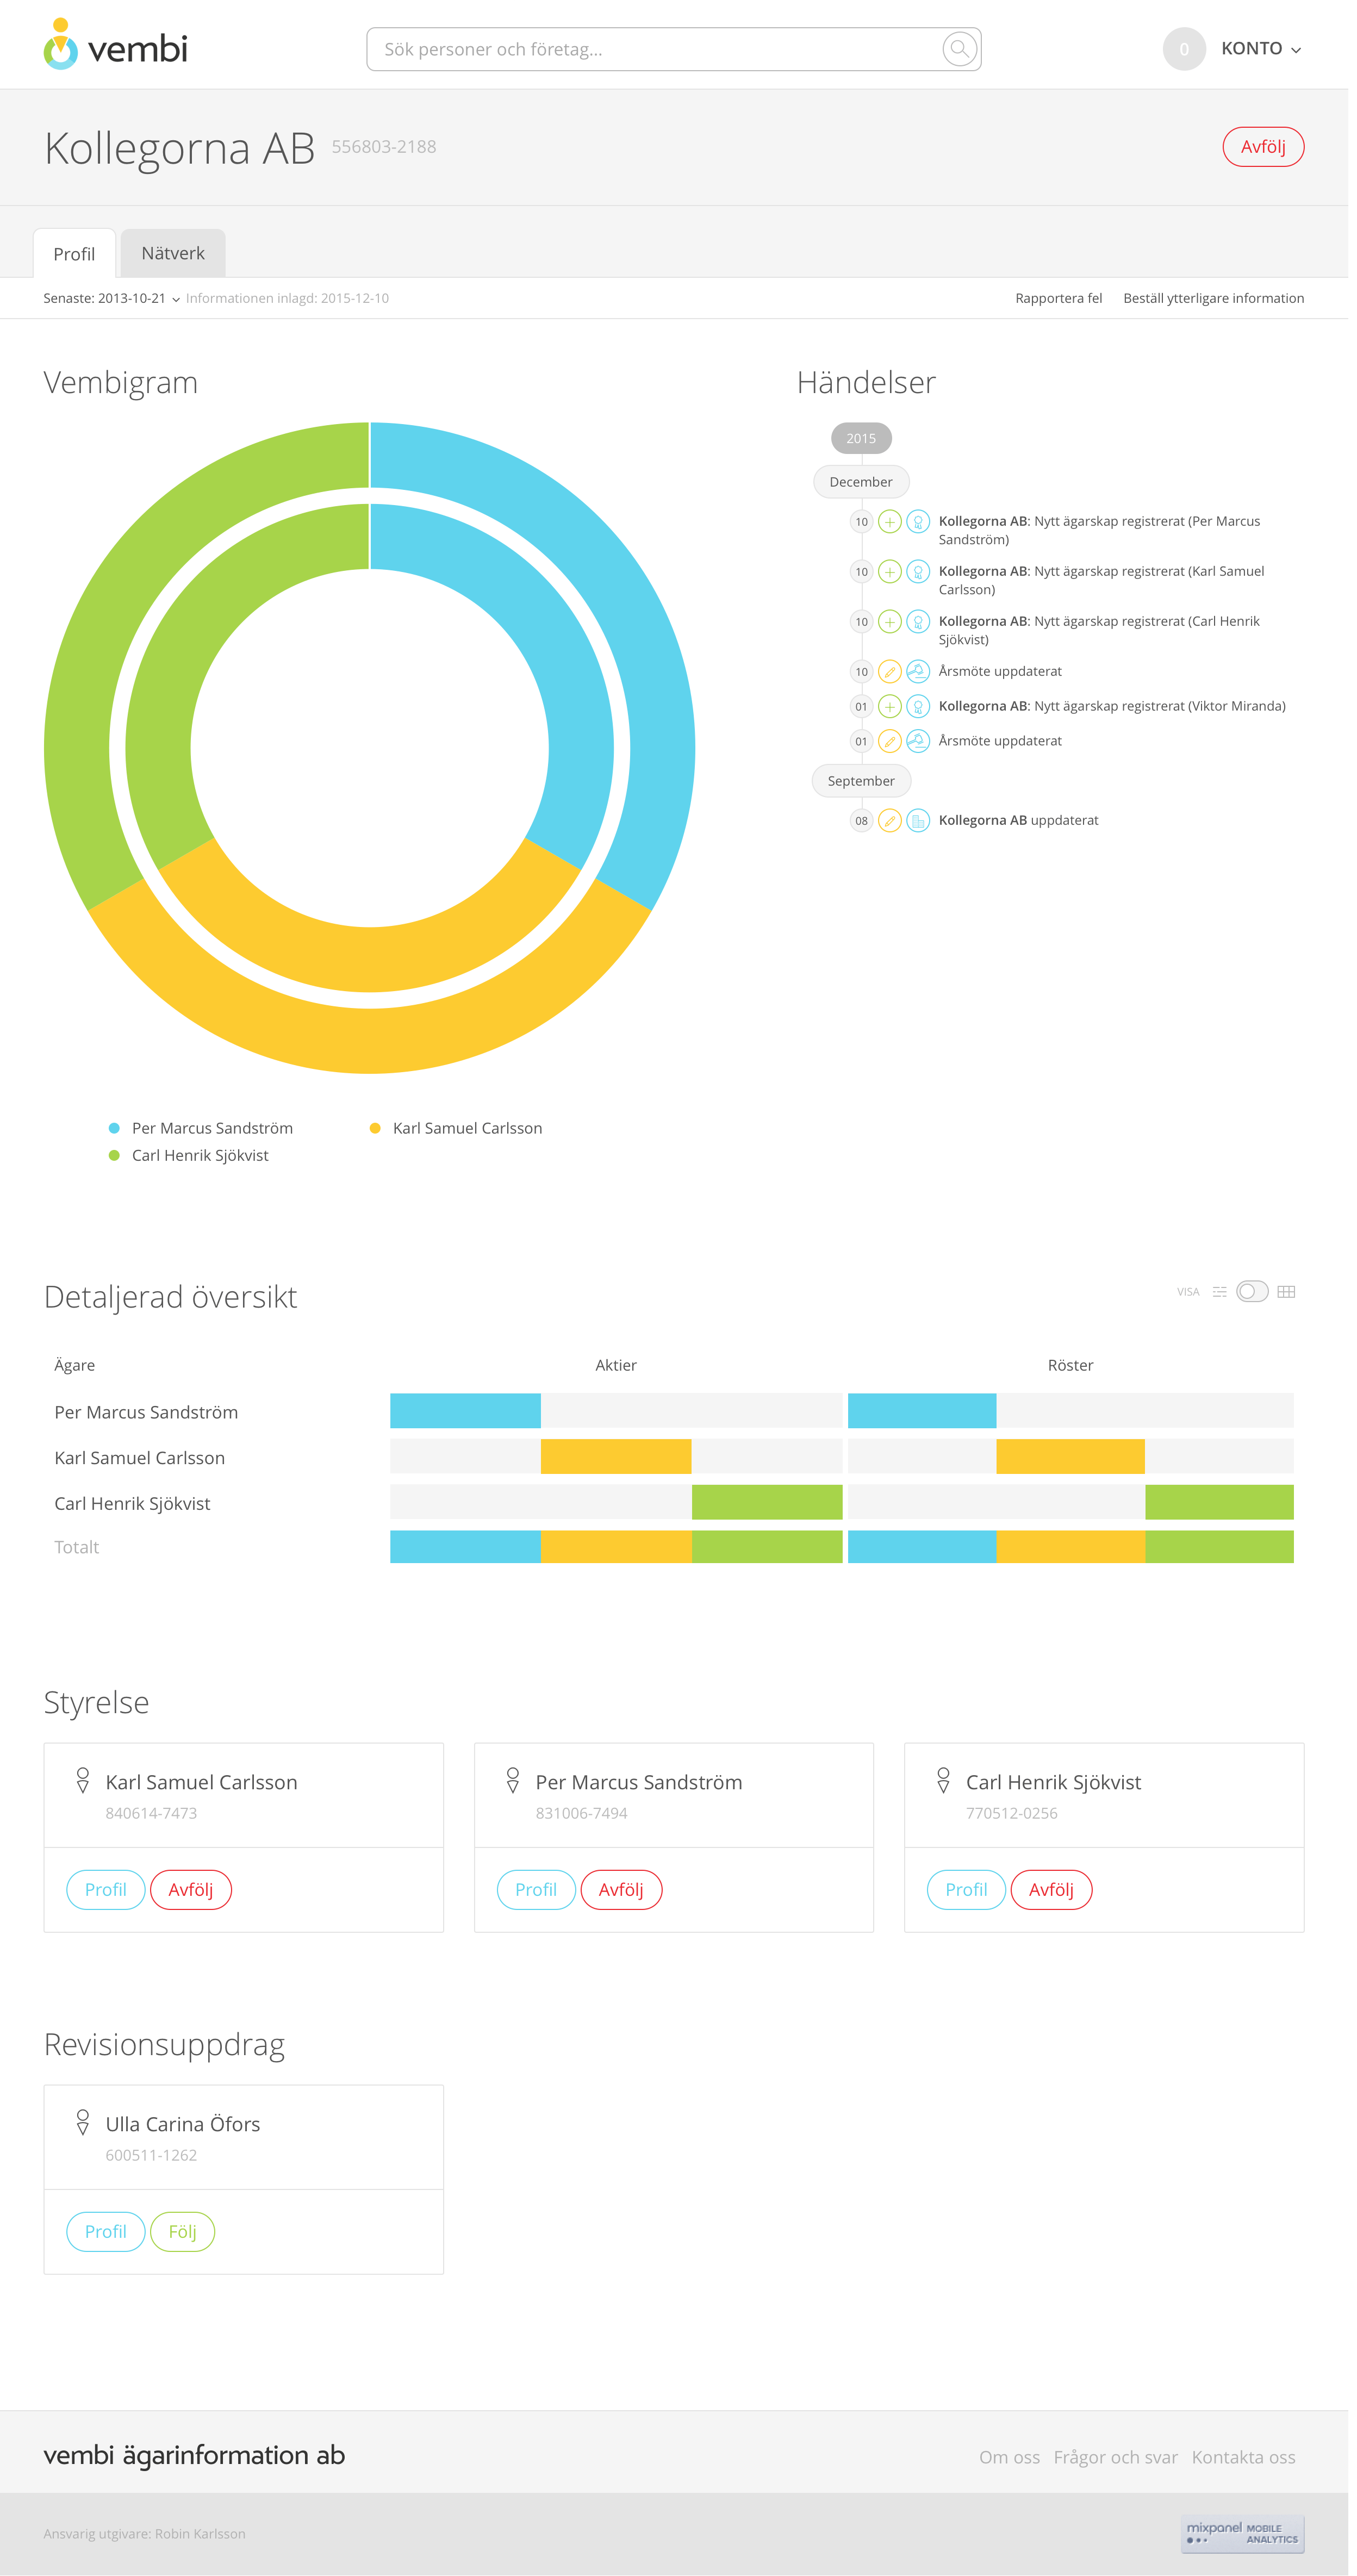 vembi
Sök personer och företag...
0
KONTO
Kollegorna AB 556803-2188
Avfölj
Profil
Nätverk
Senaste: 2013-10-21 Informationen inlagd: 2015-12-10
Rapportera fel
Beställ ytterligare information
Vembigram
Per Marcus Sandström
Karl Samuel Carlsson
Carl Henrik Sjökvist
Händelser
2015
December
10 Kollegorna AB: Nytt ägarskap registrerat (Per Marcus
Sandström)
10 Kollegorna AB: Nytt ägarskap registrerat (Karl Samuel
Carlsson)
10 Kollegorna AB: Nytt ägarskap registrerat (Carl Henrik
Sjökvist)
10 Årsmöte uppdaterat
01 Kollegorna AB: Nytt ägarskap registrerat (Viktor Miranda)
01 Årsmöte uppdaterat
September
08 Kollegorna AB uppdaterat
Detaljerad översikt
VISA
Ägare Aktier Röster
Per Marcus Sandström
Karl Samuel Carlsson
Carl Henrik Sjökvist
Totalt
Styrelse
Karl Samuel Carlsson
840614-7473
Profil Avfölj
Per Marcus Sandström
831006-7494
Profil Avfölj
Carl Henrik Sjökvist
770512-0256
Profil Avfölj
Revisionsuppdrag
Ulla Carina Öfors
600511-1262
Profil Följ
vembi ägarinformation ab
Om oss Frågor och svar Kontakta oss
Ansvarig utgivare: Robin Karlsson
mixpanel MOBILE
ANALYTICS